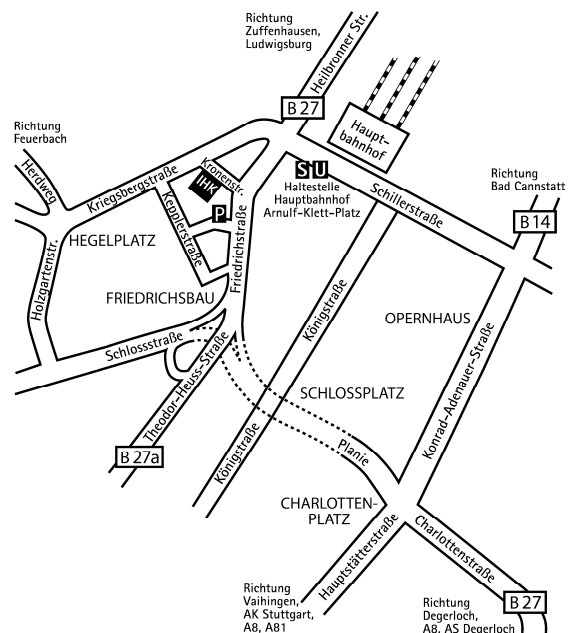 Richtung
Zuffenhausen,
Ludwigsburg
Heilbronner Str.
B 27
Haupt-
bahnhof
Richtung
Feuerbach
Herdweg
Kriegsbergstraße
Kronenstr.
IHK
P
Kepplerstraße
Friedrichstraße
S U
Haltestelle
Hauptbahnhof
Arnulf-Klett-Platz
Schillerstraße
Richtung
Bad Cannstatt
B 14
HEGELPLATZ
Holzgartenstr.
FRIEDRICHSBAU
Königstraße
OPERNHAUS
Schlossstraße
Theodor-Heuss-Straße
B 27a
SCHLOSSPLATZ
Konrad-Adenauer-Straße
Königstraße
Planie
CHARLOTTEN-
PLATZ
Hauptstätterstraße
Charlottenstraße
Richtung
Vaihingen,
AK Stuttgart,
A8, A81
Richtung
Degerloch,
A8, AS Degerloch
B 27